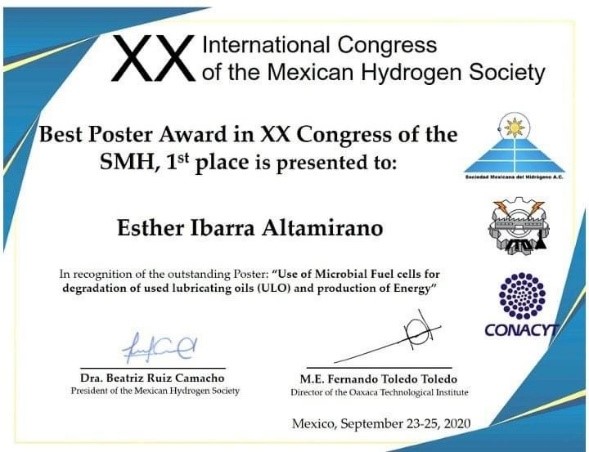 XX International Congress
of the Mexican Hydrogen Society
Best Poster Award in XX Congress of the
SMH, 1st place is presented to:
Sociedad Mexicana del Hidrógeno A.C.
Esther Ibarra Altamirano
ITO
In recognition of the outstanding Poster: “Use of Microbial Fuel cells for
degradation of used lubricating oils (ULO) and production of Energy”
CONACYT
Dra. Beatriz Ruiz Camacho
President of the Mexican Hydrogen Society
M.E. Fernando Toledo Toledo
Director of the Oaxaca Technological Institute
Mexico, September 23-25, 2020